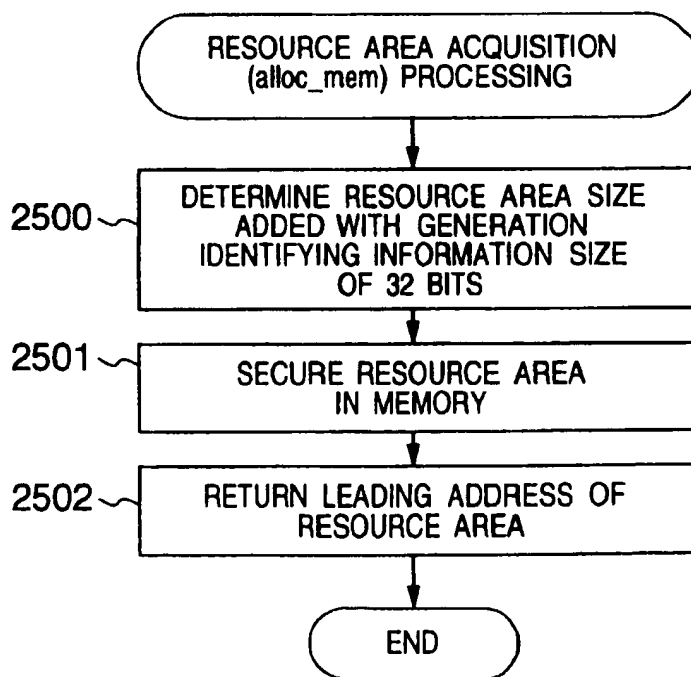 RESOURCE AREA ACQUISITION
(alloc_mem) PROCESSING
2500
DETERMINE RESOURCE AREA SIZE
ADDED WITH GENERATION
IDENTIFYING INFORMATION SIZE
OF 32 BITS
2501
SECURE RESOURCE AREA
IN MEMORY
2502
RETURN LEADING ADDRESS OF
RESOURCE AREA
END